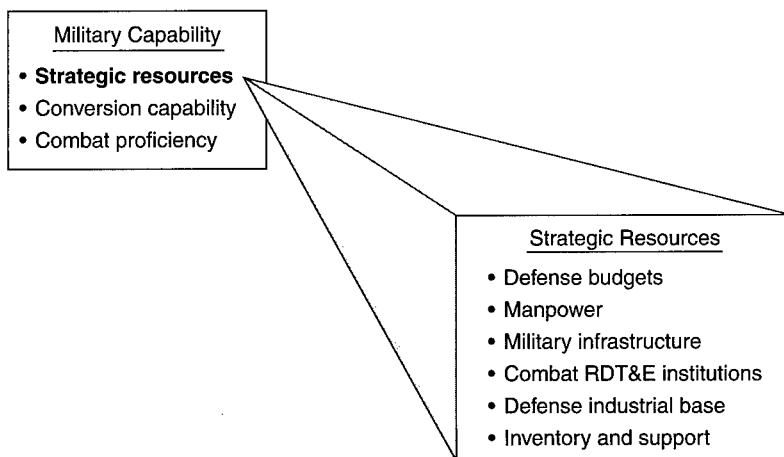 Military Capability
• Strategic resources
• Conversion capability
• Combat proficiency
Strategic Resources
• Defense budgets
• Manpower
• Military infrastructure
• Combat RDT&E institutions
• Defense industrial base
• Inventory and support